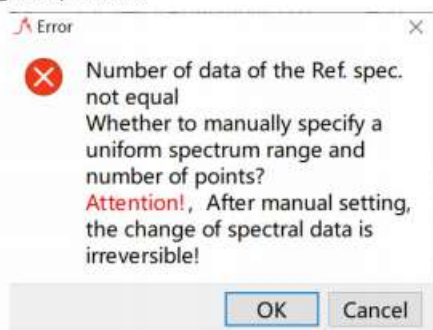 Error
Number of data of the Ref. spec.
not equal
Whether to manually specify a
uniform spectrum range and
number of points?
Attention!, After manual setting,
the change of spectral data is
irreversible!
OK Cancel